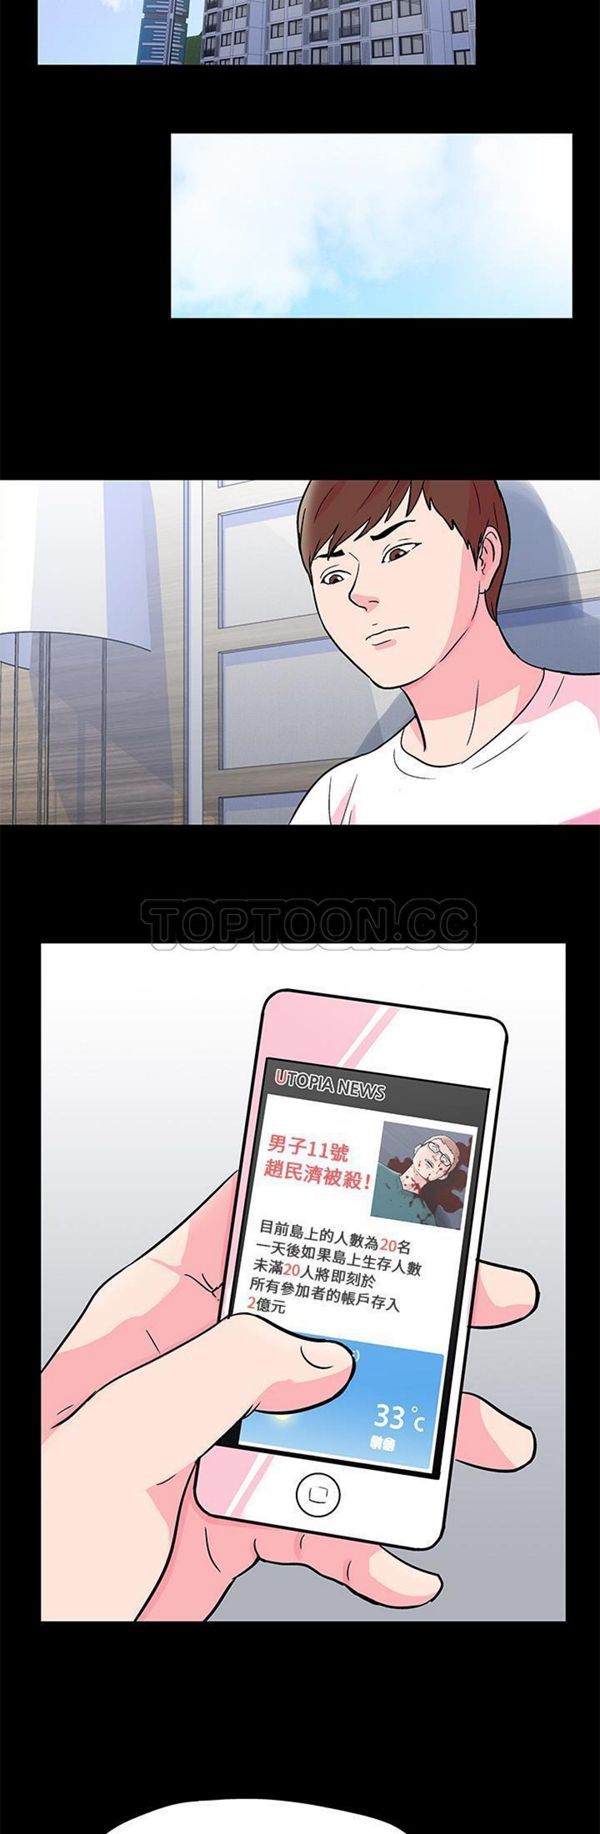 TOPTOON.CC
UTOPIA NEWS
男子11號
趙民濟被殺!
目前島上的人數為20名
一天後如果島上生存人數
未滿20人將即刻於
所有參加者的帳戶存入
2億元
33°C